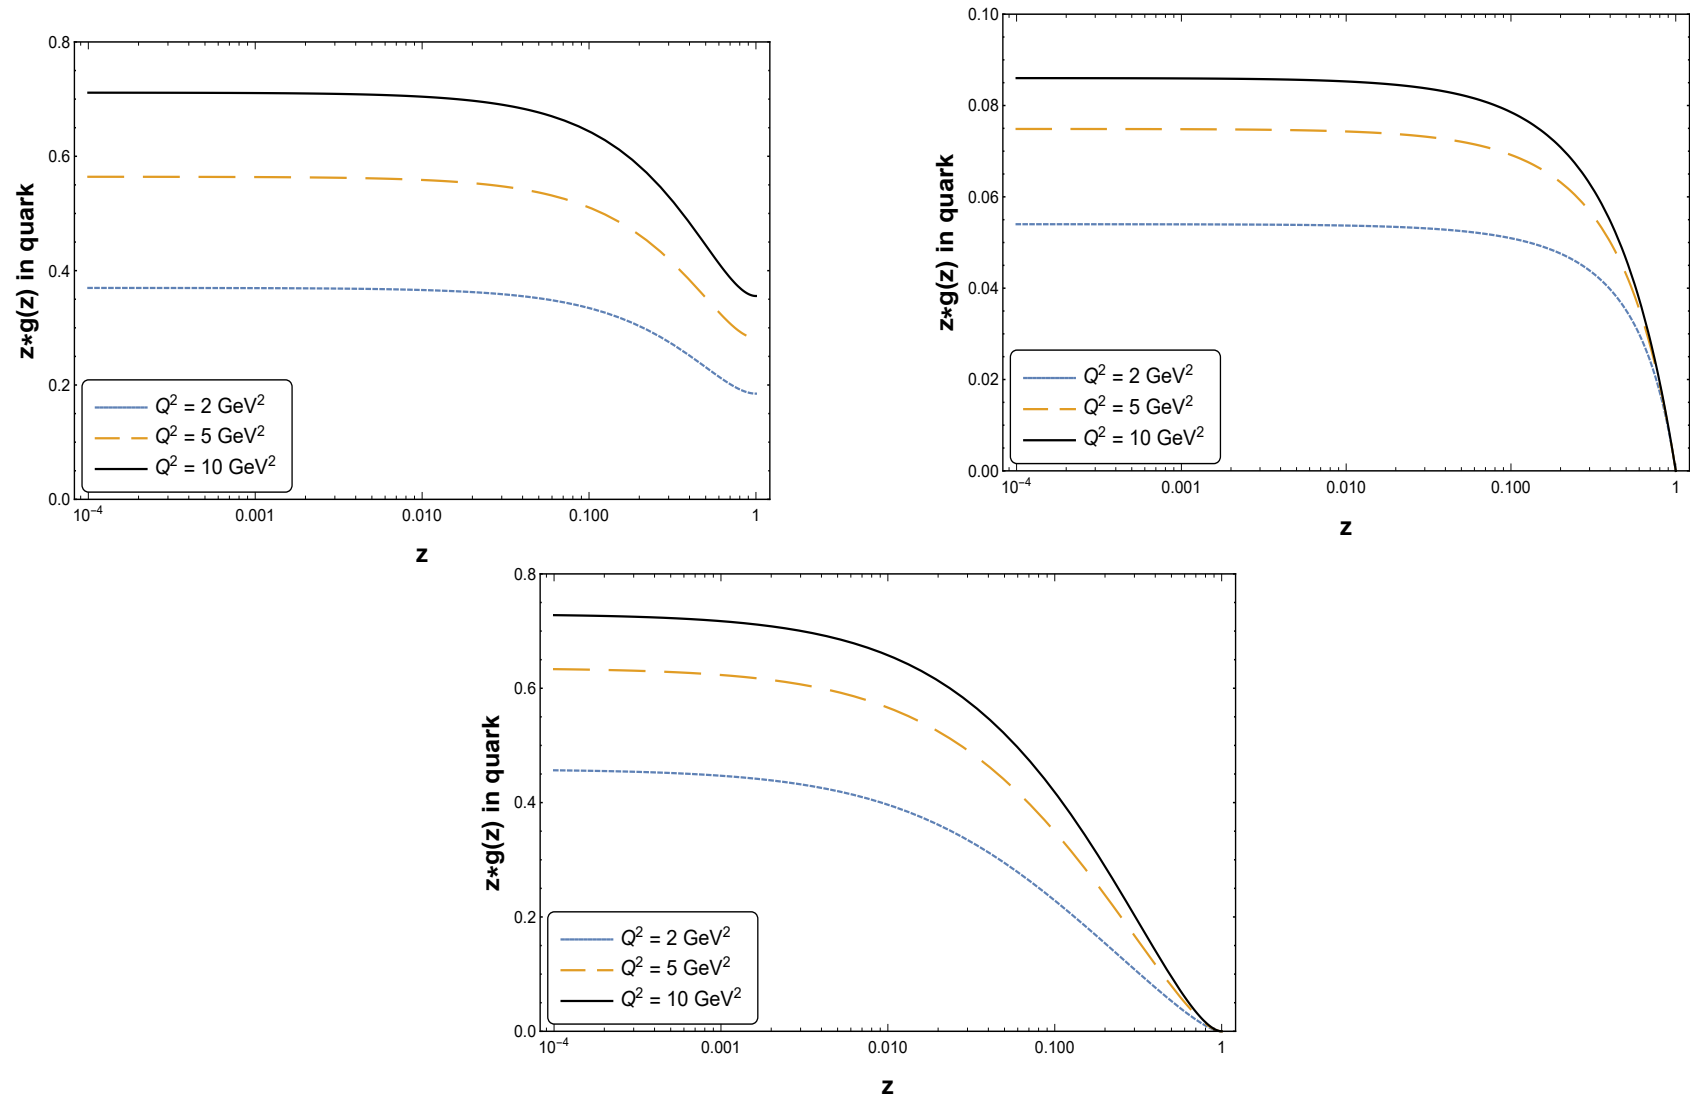 z*g(z) in quark
0.8
0.6
0.4
0.2
0.0
Q² = 2 GeV²
Q² = 5 GeV²
Q² = 10 GeV²
10⁻⁴ 0.001 0.010 0.100 1
z
z*g(z) in quark
0.10
0.08
0.06
0.04
0.02
0.00
Q² = 2 GeV²
Q² = 5 GeV²
Q² = 10 GeV²
10⁻⁴ 0.001 0.010 0.100 1
z
z*g(z) in quark
0.8
0.6
0.4
0.2
0.0
Q² = 2 GeV²
Q² = 5 GeV²
Q² = 10 GeV²
10⁻⁴ 0.001 0.010 0.100 1
z